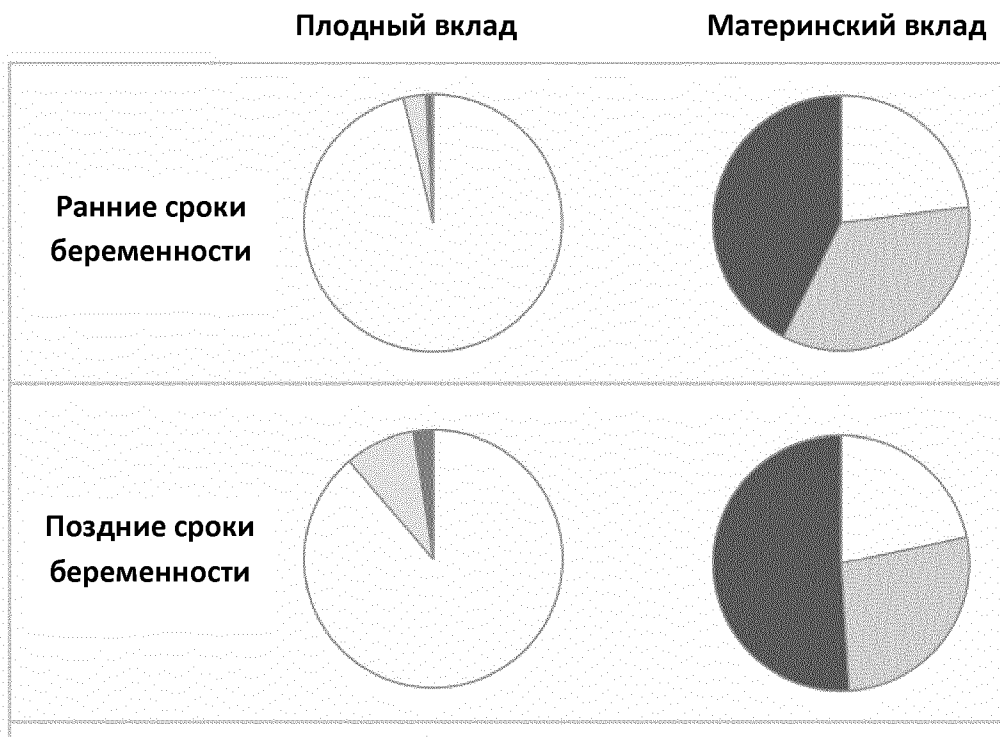 Плодный вклад
Материнский вклад
Ранние сроки
беременности
Поздние сроки
беременности